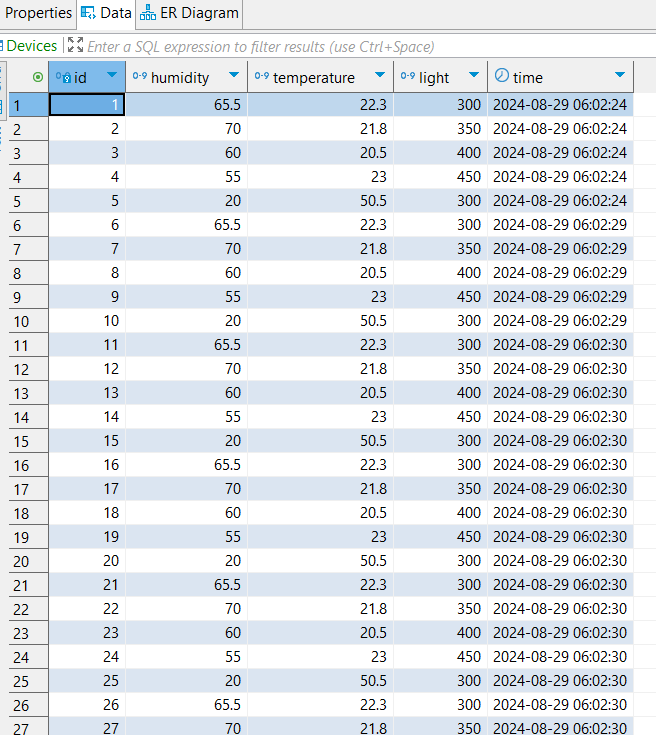 Properties Data ER Diagram
Devices Enter a SQL expression to filter results (use Ctrl+Space)
0-9 id 0-9 humidity 0-9 temperature 0-9 light time
1 1 65.5 22.3 300 2024-08-29 06:02:24
2 2 70 21.8 350 2024-08-29 06:02:24
3 3 60 20.5 400 2024-08-29 06:02:24
4 4 55 23 450 2024-08-29 06:02:24
5 5 20 50.5 300 2024-08-29 06:02:24
6 6 65.5 22.3 300 2024-08-29 06:02:29
7 7 70 21.8 350 2024-08-29 06:02:29
8 8 60 20.5 400 2024-08-29 06:02:29
9 9 55 23 450 2024-08-29 06:02:29
10 10 20 50.5 300 2024-08-29 06:02:29
11 11 65.5 22.3 300 2024-08-29 06:02:30
12 12 70 21.8 350 2024-08-29 06:02:30
13 13 60 20.5 400 2024-08-29 06:02:30
14 14 55 23 450 2024-08-29 06:02:30
15 15 20 50.5 300 2024-08-29 06:02:30
16 16 65.5 22.3 300 2024-08-29 06:02:30
17 17 70 21.8 350 2024-08-29 06:02:30
18 18 60 20.5 400 2024-08-29 06:02:30
19 19 55 23 450 2024-08-29 06:02:30
20 20 20 50.5 300 2024-08-29 06:02:30
21 21 65.5 22.3 300 2024-08-29 06:02:30
22 22 70 21.8 350 2024-08-29 06:02:30
23 23 60 20.5 400 2024-08-29 06:02:30
24 24 55 23 450 2024-08-29 06:02:30
25 25 20 50.5 300 2024-08-29 06:02:30
26 26 65.5 22.3 300 2024-08-29 06:02:30
27 27 70 21.8 350 2024-08-29 06:02:30